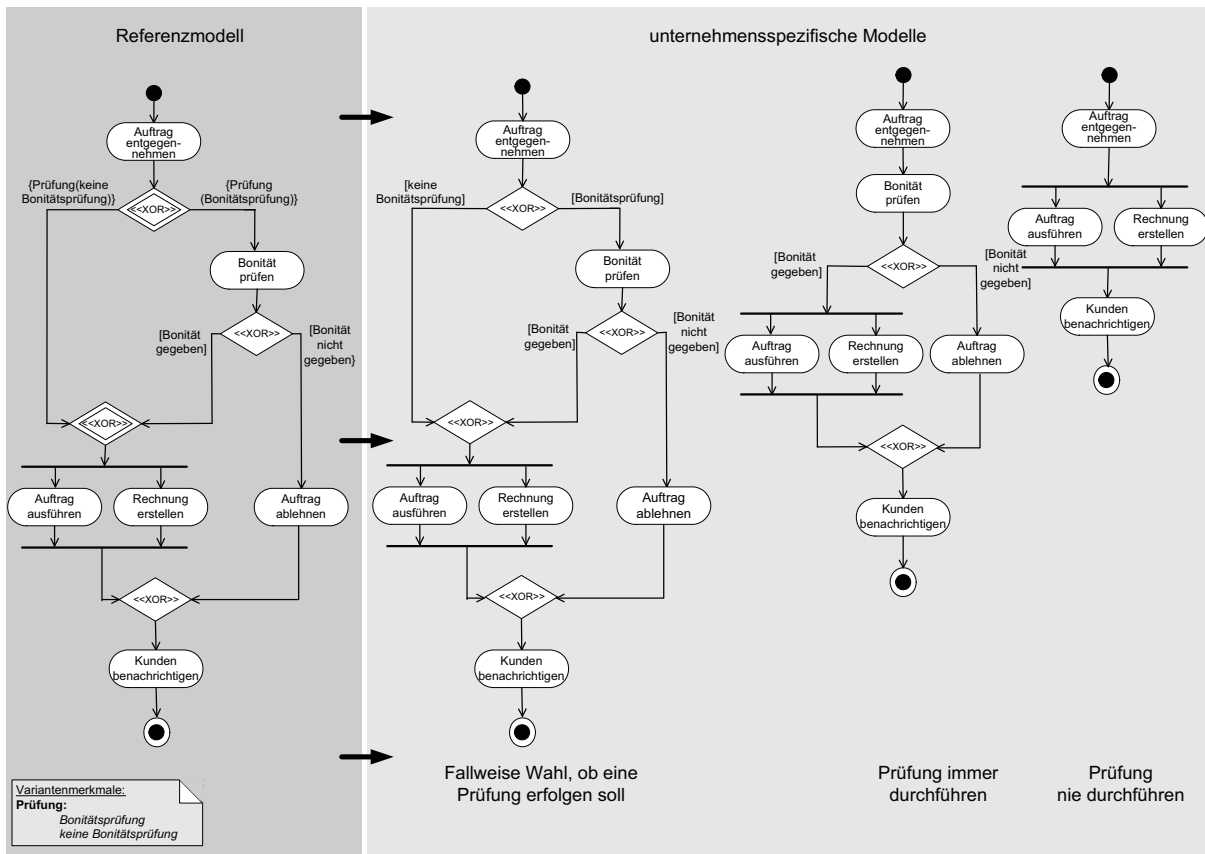 Referenzmodell
Auftrag
entgegen-
nehmen
{Prüfung(keine
Bonitätsprüfung)}
<<XOR>>
{Prüfung
(Bonitätsprüfung)}
Bonität
prüfen
[Bonität
gegeben]
<<XOR>>
[Bonität
nicht
gegeben}
<<XOR>>
Auftrag
ausführen
Rechnung
erstellen
Auftrag
ablehnen
<<XOR>>
Kunden
benachrichtigen
Variantenmerkmale:
Prüfung:
Bonitätsprüfung
keine Bonitätsprüfung
unternehmensspezifische Modelle
Auftrag
entgegen-
nehmen
[keine
Bonitätsprüfung]
<<XOR>>
[Bonitätsprüfung]
Bonität
prüfen
[Bonität
gegeben]
<<XOR>>
[Bonität
nicht
gegeben]
<<XOR>>
Auftrag
ausführen
Rechnung
erstellen
Auftrag
ablehnen
<<XOR>>
Kunden
benachrichtigen
Fallweise Wahl, ob eine
Prüfung erfolgen soll
Auftrag
entgegen-
nehmen
Bonität
prüfen
[Bonität
gegeben]
<<XOR>>
[Bonität
nicht
gegeben]
Auftrag
ausführen
Rechnung
erstellen
Auftrag
ablehnen
<<XOR>>
Kunden
benachrichtigen
Prüfung immer
durchführen
Auftrag
entgegen-
nehmen
Auftrag
ausführen
Rechnung
erstellen
Kunden
benachrichtigen
Prüfung
nie durchführen